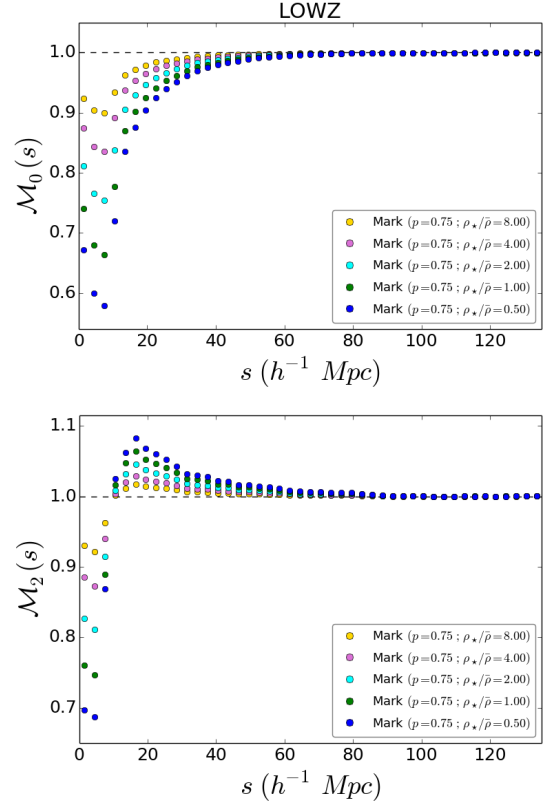 LOWZ
1.0
0.9
0.8
0.7
0.6
ℳ₀(s)
Mark (p=0.75 ; ρ⋆/ρ̄=8.00)
Mark (p=0.75 ; ρ⋆/ρ̄=4.00)
Mark (p=0.75 ; ρ⋆/ρ̄=2.00)
Mark (p=0.75 ; ρ⋆/ρ̄=1.00)
Mark (p=0.75 ; ρ⋆/ρ̄=0.50)
0 20 40 60 80 100 120
s (h⁻¹ Mpc)
1.1
1.0
0.9
0.8
0.7
ℳ₂(s)
Mark (p=0.75 ; ρ⋆/ρ̄=8.00)
Mark (p=0.75 ; ρ⋆/ρ̄=4.00)
Mark (p=0.75 ; ρ⋆/ρ̄=2.00)
Mark (p=0.75 ; ρ⋆/ρ̄=1.00)
Mark (p=0.75 ; ρ⋆/ρ̄=0.50)
0 20 40 60 80 100 120
s (h⁻¹ Mpc)